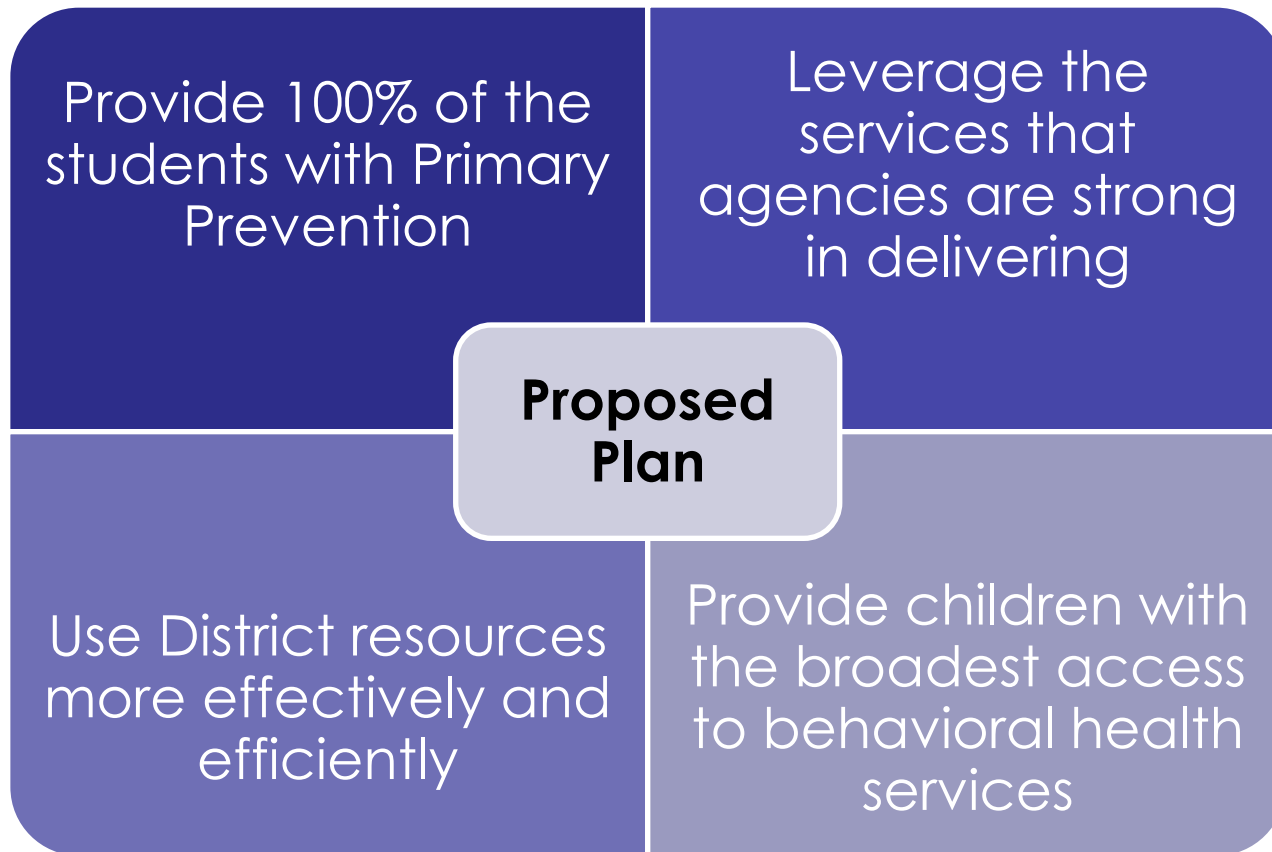 Provide 100% of the
students with Primary
Prevention
Leverage the
services that
agencies are strong
in delivering
Proposed
Plan
Use District resources
more effectively and
efficiently
Provide children with
the broadest access
to behavioral health
services